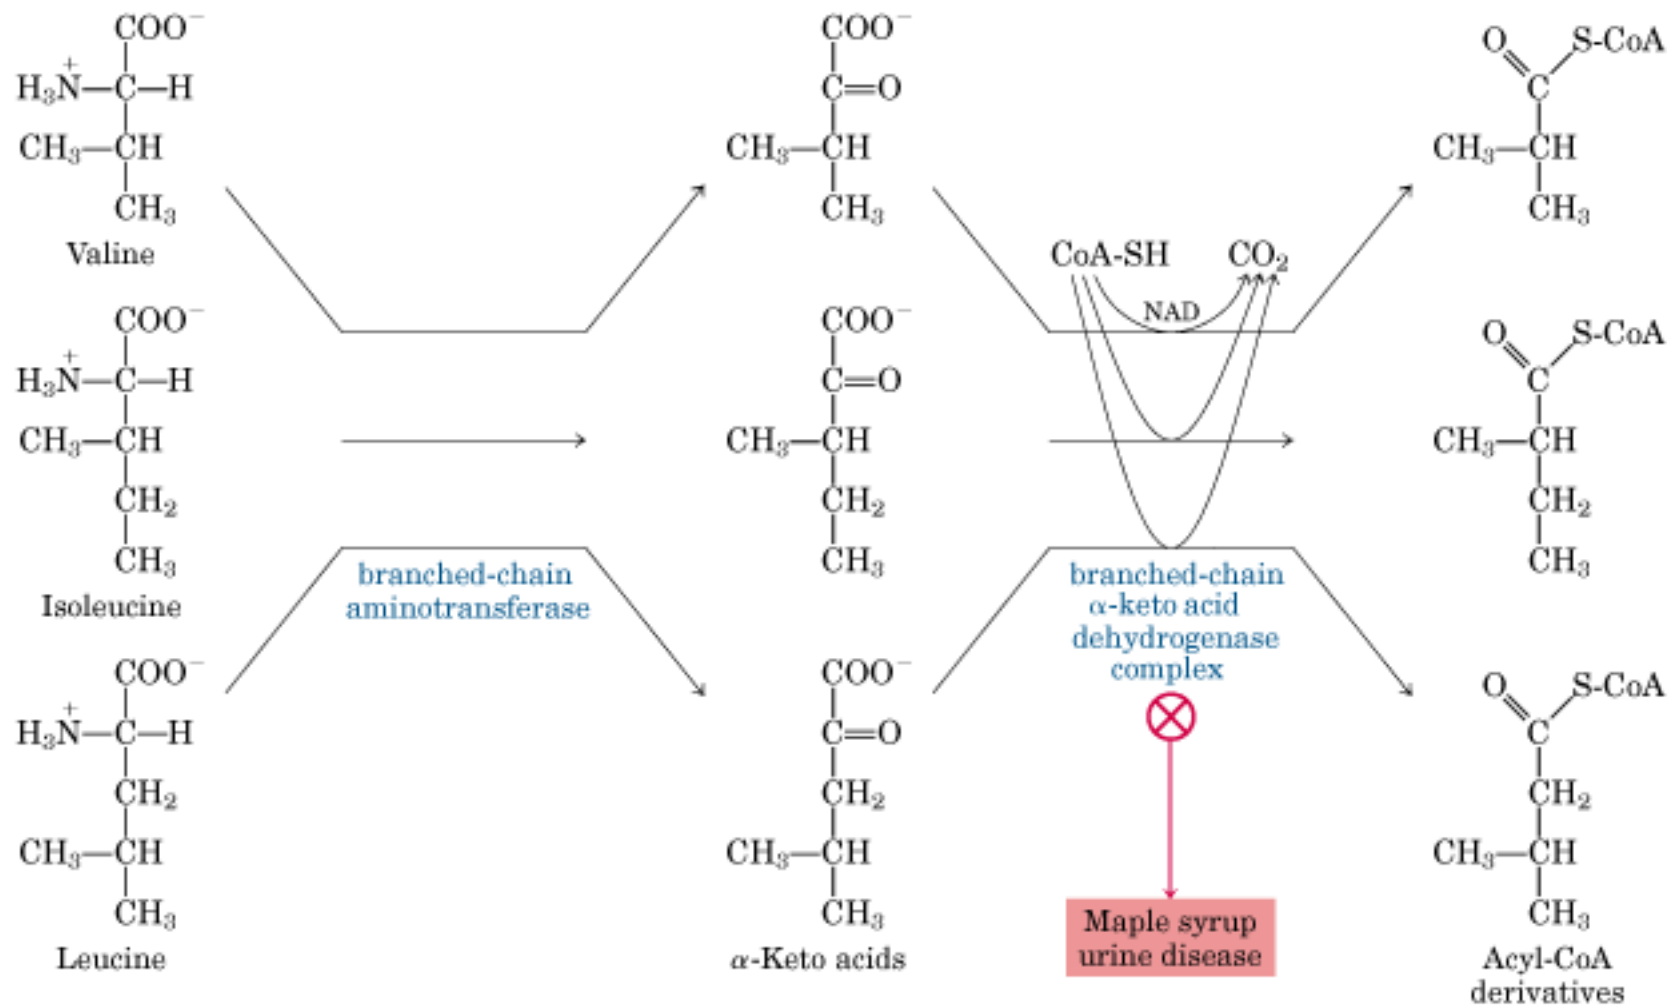 COO⁻
H₃N⁺—C—H
CH₃—CH
CH₃
Valine
COO⁻
H₃N⁺—C—H
CH₃—CH
CH₂
CH₃
Isoleucine
COO⁻
H₃N⁺—C—H
CH₂
CH₃—CH
CH₃
Leucine
branched-chain
aminotransferase
COO⁻
C=O
CH₃—CH
CH₃
COO⁻
C=O
CH₃—CH
CH₂
CH₃
COO⁻
C=O
CH₂
CH₃—CH
CH₃
α-Keto acids
CoA-SH CO₂
NAD
branched-chain
α-keto acid
dehydrogenase
complex
Maple syrup
urine disease
O S-CoA
C
CH₃—CH
CH₃
O S-CoA
C
CH₃—CH
CH₂
CH₃
O S-CoA
C
CH₂
CH₃—CH
CH₃
Acyl-CoA
derivatives